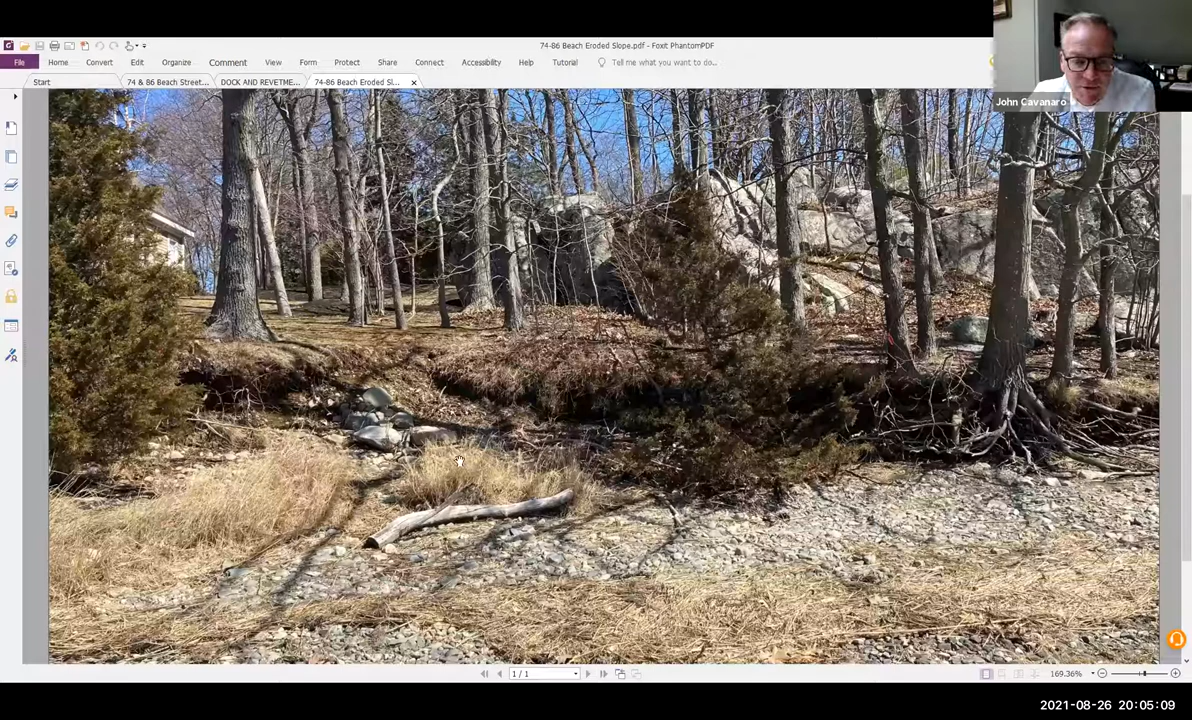 74-86 Beach Eroded Slope.pdf - Foxit PhantomPDF
File Home Convert Edit Organize Comment View Form Protect Share Connect Accessibility Help Tutorial Tell me what you want to do...
Start 74 & 86 Beach Street... DOCK AND REVETME... 74-86 Beach Eroded Sl...
John Cavanaro
1 / 1
169.36%
2021-08-26 20:05:09